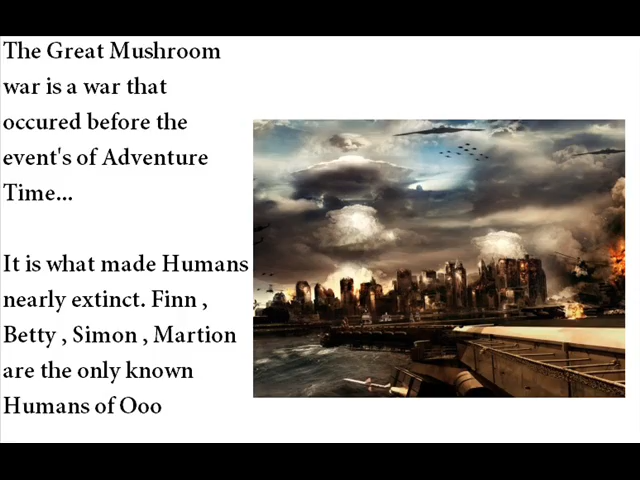 The Great Mushroom
war is a war that
occured before the
event's of Adventure
Time...
It is what made Humans
nearly extinct. Finn ,
Betty , Simon , Martion
are the only known
Humans of Ooo